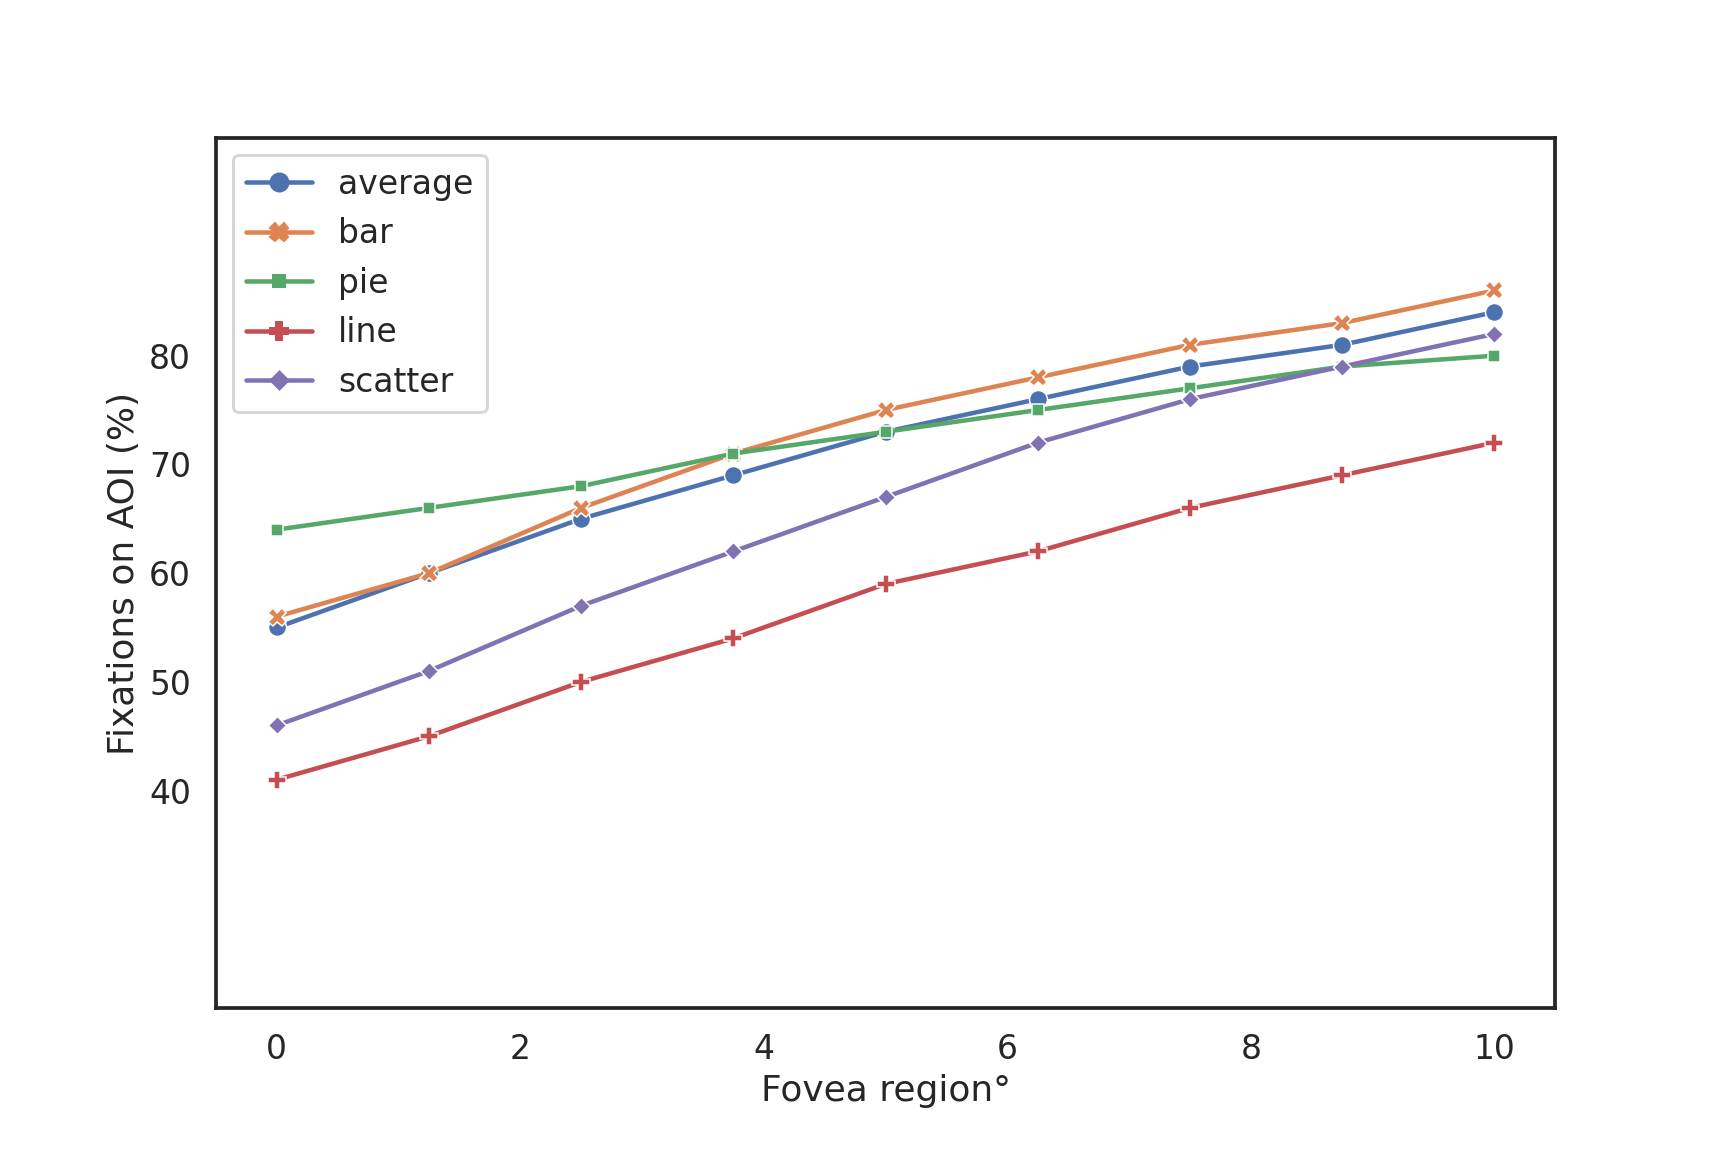 average
bar
pie
line
scatter
80
70
60
50
40
Fixations on AOI (%)
0 2 4 6 8 10
Fovea region°